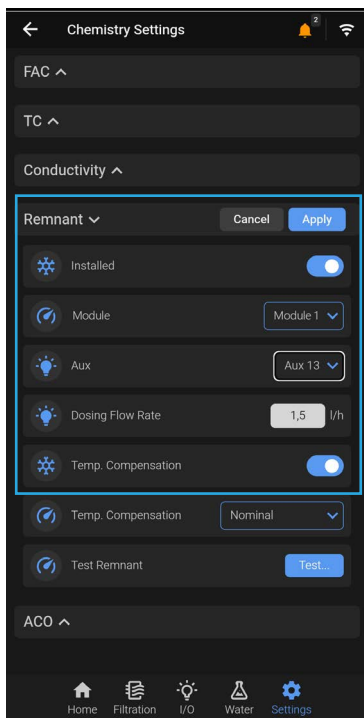 Chemistry Settings
2
FAC
TC
Conductivity
Remnant
Cancel
Apply
Installed
Module
Module 1
Aux
Aux 13
Dosing Flow Rate
1,5
l/h
Temp. Compensation
Temp. Compensation
Nominal
Test Remnant
Test...
ACO
Home
Filtration
I/O
Water
Settings